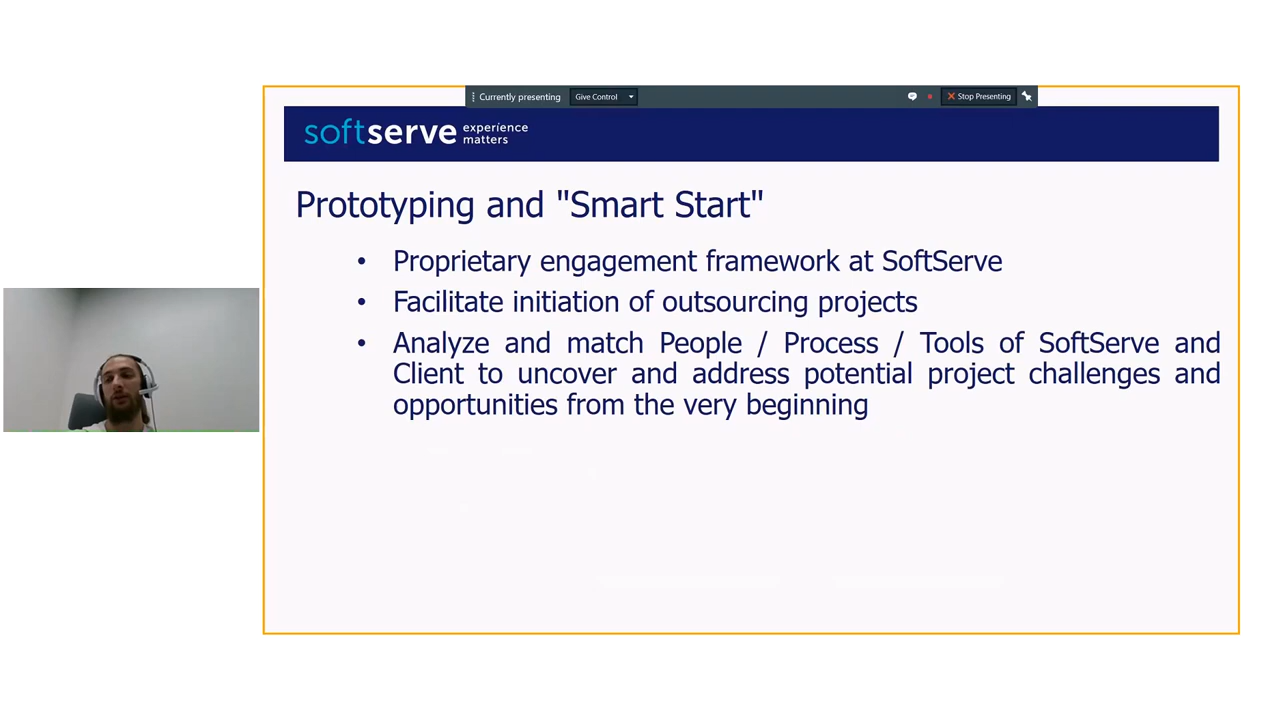 Currently presenting Give Control Stop Presenting
softserve experience
matters
Prototyping and "Smart Start"
• Proprietary engagement framework at SoftServe
• Facilitate initiation of outsourcing projects
• Analyze and match People / Process / Tools of SoftServe and
Client to uncover and address potential project challenges and
opportunities from the very beginning